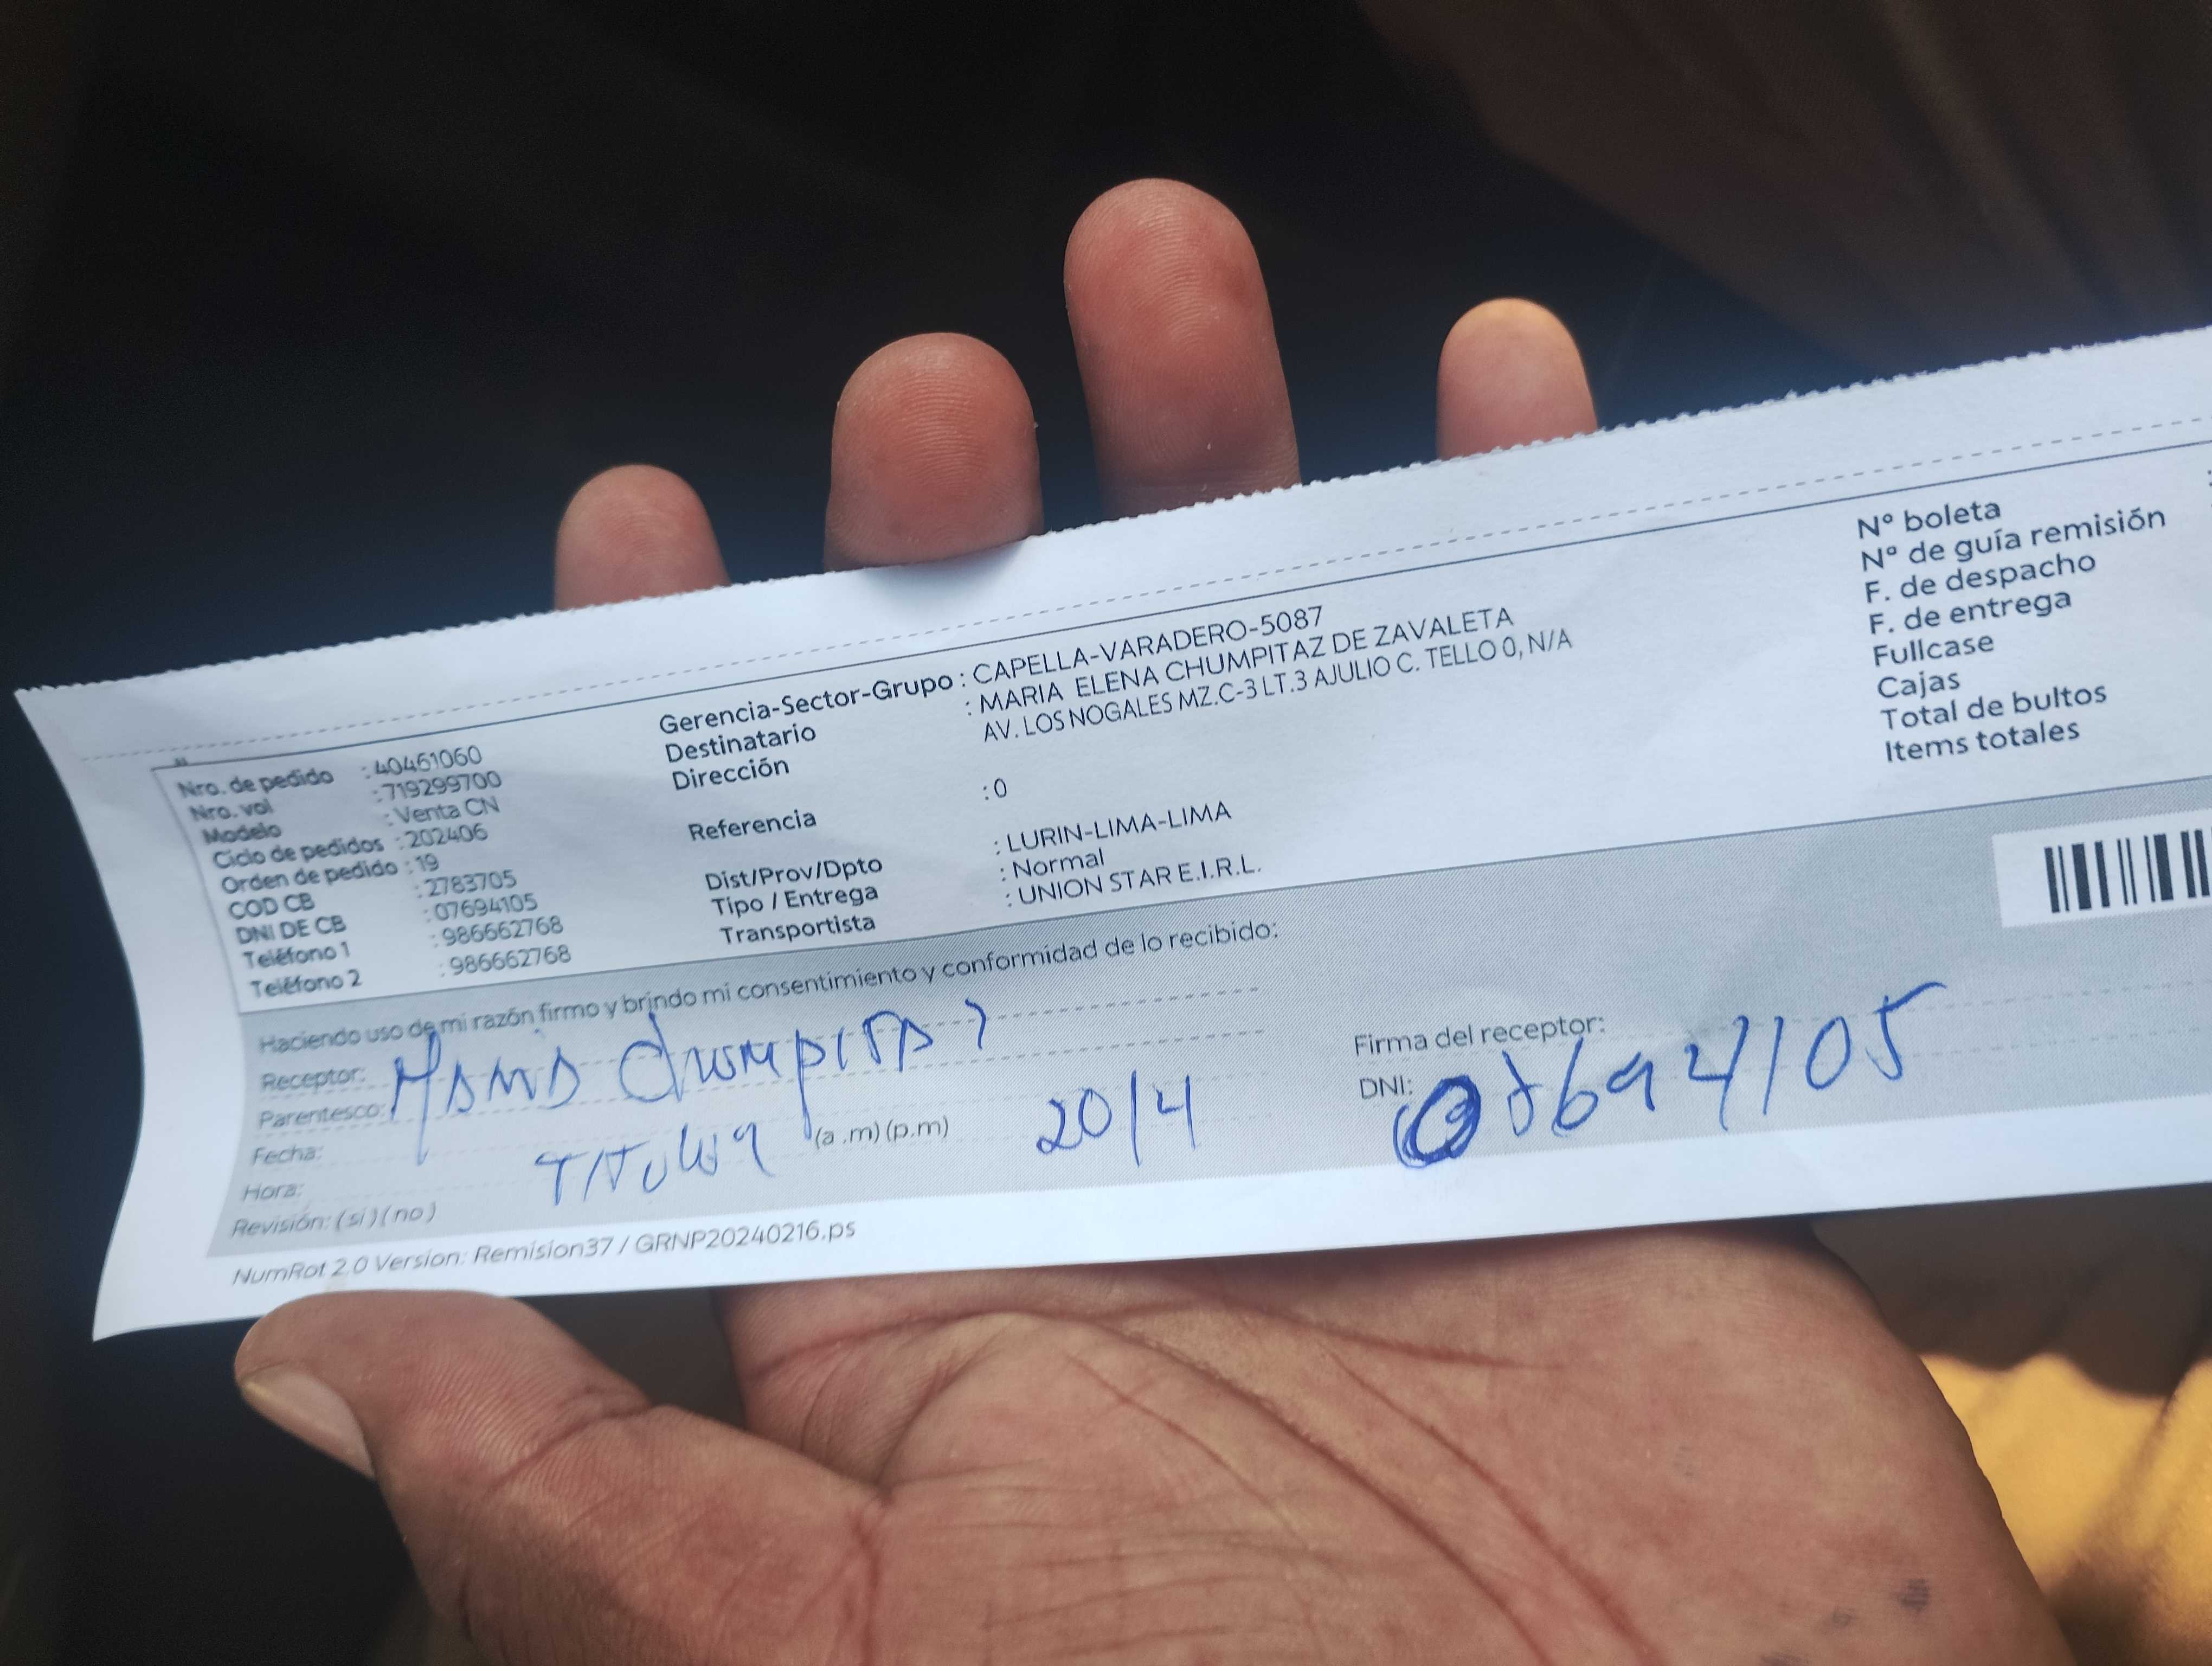 Nro. de pedido : 40461060
Nro. vol : 719299700
Modelo : Venta CN
Ciclo de pedidos : 202406
Orden de pedido : 19
COD CB : 2783705
DNI DE CB : 07694105
Teléfono 1 : 986662768
Teléfono 2 : 986662768
Gerencia-Sector-Grupo : CAPELLA-VARADERO-5087
Destinatario : MARIA ELENA CHUMPITAZ DE ZAVALETA
Dirección AV. LOS NOGALES MZ.C-3 LT.3 AJULIO C. TELLO 0, N/A
Referencia : 0
Dist/Prov/Dpto : LURIN-LIMA-LIMA
Tipo / Entrega : Normal
Transportista : UNION STAR E.I.R.L.
Nº boleta
Nº de guía remisión
F. de despacho
F. de entrega
Fullcase
Cajas
Total de bultos
Items totales
Haciendo uso de mi razón firmo y brindo mi consentimiento y conformidad de lo recibido:
Receptor:
Parentesco:
Fecha: 20/4
Hora: (a.m) (p.m)
Revisión: (si) (no)
Firma del receptor:
DNI: 07694105
NumRot 2.0 Version: Remision37 / GRNP20240216.ps